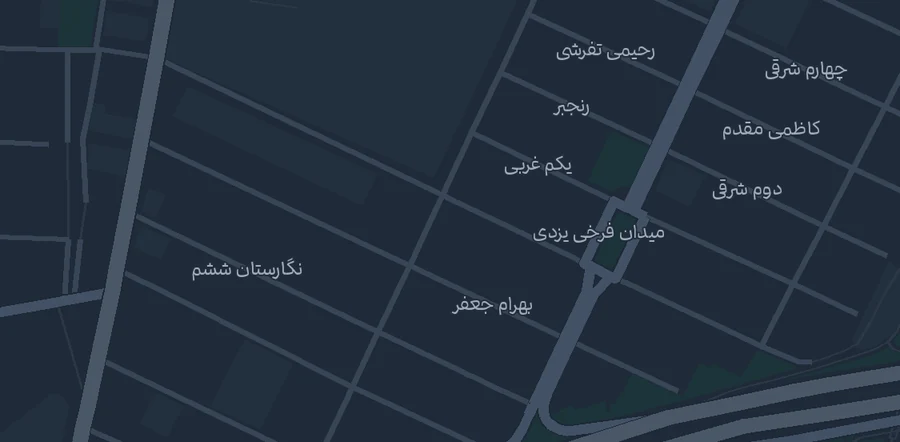 رحیمی تفرشی
چهارم شرقی
رنجبر
کاظمی مقدم
یکم غربی
دوم شرقی
میدان فرخی یزدی
نگارستان ششم
بهرام جعفر